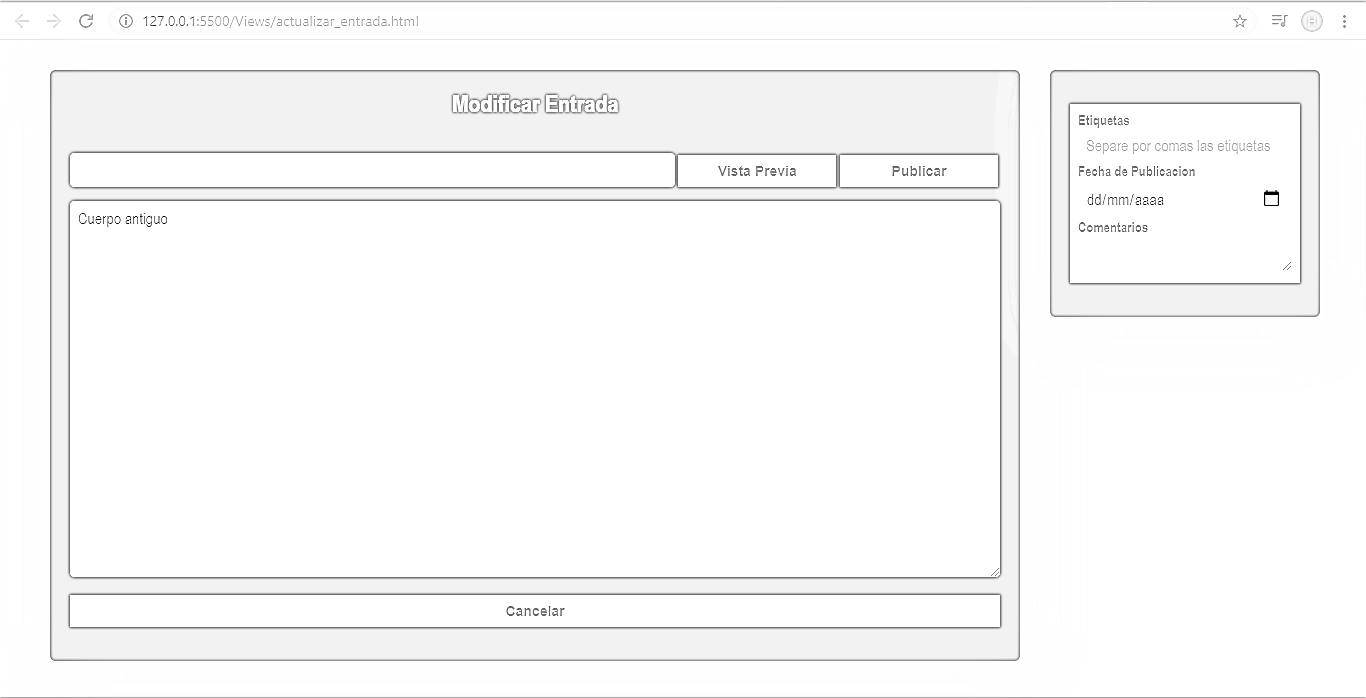 127.0.0.1:5500/Views/actualizar_entrada.html
Modificar Entrada
Vista Previa
Publicar
Cuerpo antiguo
Cancelar
Etiquetas
Separe por comas las etiquetas
Fecha de Publicacion
dd/mm/aaaa
Comentarios